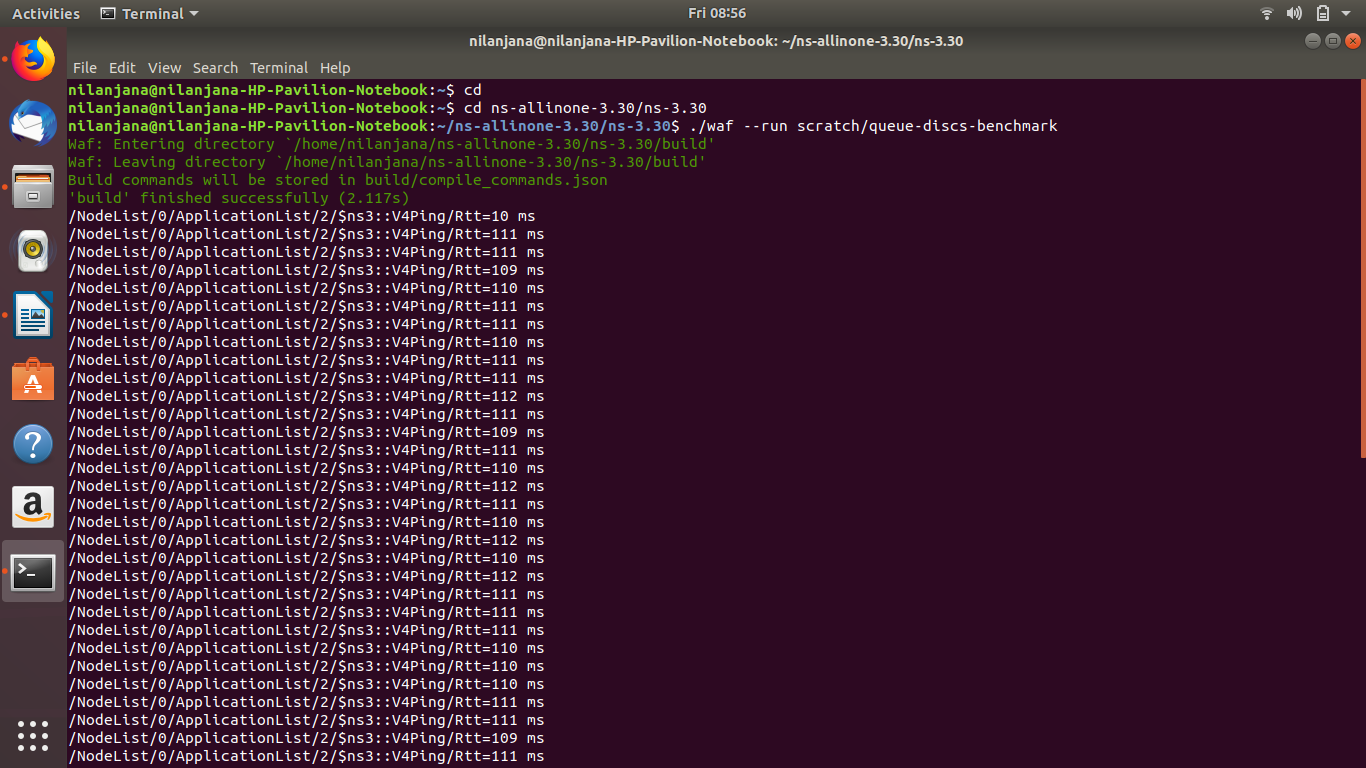 Activities Terminal Fri 08:56
nilanjana@nilanjana-HP-Pavilion-Notebook: ~/ns-allinone-3.30/ns-3.30
File Edit View Search Terminal Help
nilanjana@nilanjana-HP-Pavilion-Notebook:~$ cd
nilanjana@nilanjana-HP-Pavilion-Notebook:~$ cd ns-allinone-3.30/ns-3.30
nilanjana@nilanjana-HP-Pavilion-Notebook:~/ns-allinone-3.30/ns-3.30$ ./waf --run scratch/queue-discs-benchmark
Waf: Entering directory `/home/nilanjana/ns-allinone-3.30/ns-3.30/build'
Waf: Leaving directory `/home/nilanjana/ns-allinone-3.30/ns-3.30/build'
Build commands will be stored in build/compile_commands.json
'build' finished successfully (2.117s)
/NodeList/0/ApplicationList/2/$ns3::V4Ping/Rtt=10 ms
/NodeList/0/ApplicationList/2/$ns3::V4Ping/Rtt=111 ms
/NodeList/0/ApplicationList/2/$ns3::V4Ping/Rtt=111 ms
/NodeList/0/ApplicationList/2/$ns3::V4Ping/Rtt=109 ms
/NodeList/0/ApplicationList/2/$ns3::V4Ping/Rtt=110 ms
/NodeList/0/ApplicationList/2/$ns3::V4Ping/Rtt=111 ms
/NodeList/0/ApplicationList/2/$ns3::V4Ping/Rtt=111 ms
/NodeList/0/ApplicationList/2/$ns3::V4Ping/Rtt=110 ms
/NodeList/0/ApplicationList/2/$ns3::V4Ping/Rtt=111 ms
/NodeList/0/ApplicationList/2/$ns3::V4Ping/Rtt=111 ms
/NodeList/0/ApplicationList/2/$ns3::V4Ping/Rtt=112 ms
/NodeList/0/ApplicationList/2/$ns3::V4Ping/Rtt=111 ms
/NodeList/0/ApplicationList/2/$ns3::V4Ping/Rtt=109 ms
/NodeList/0/ApplicationList/2/$ns3::V4Ping/Rtt=111 ms
/NodeList/0/ApplicationList/2/$ns3::V4Ping/Rtt=110 ms
/NodeList/0/ApplicationList/2/$ns3::V4Ping/Rtt=112 ms
/NodeList/0/ApplicationList/2/$ns3::V4Ping/Rtt=111 ms
/NodeList/0/ApplicationList/2/$ns3::V4Ping/Rtt=110 ms
/NodeList/0/ApplicationList/2/$ns3::V4Ping/Rtt=112 ms
/NodeList/0/ApplicationList/2/$ns3::V4Ping/Rtt=110 ms
/NodeList/0/ApplicationList/2/$ns3::V4Ping/Rtt=112 ms
/NodeList/0/ApplicationList/2/$ns3::V4Ping/Rtt=111 ms
/NodeList/0/ApplicationList/2/$ns3::V4Ping/Rtt=111 ms
/NodeList/0/ApplicationList/2/$ns3::V4Ping/Rtt=111 ms
/NodeList/0/ApplicationList/2/$ns3::V4Ping/Rtt=110 ms
/NodeList/0/ApplicationList/2/$ns3::V4Ping/Rtt=110 ms
/NodeList/0/ApplicationList/2/$ns3::V4Ping/Rtt=110 ms
/NodeList/0/ApplicationList/2/$ns3::V4Ping/Rtt=111 ms
/NodeList/0/ApplicationList/2/$ns3::V4Ping/Rtt=111 ms
/NodeList/0/ApplicationList/2/$ns3::V4Ping/Rtt=109 ms
/NodeList/0/ApplicationList/2/$ns3::V4Ping/Rtt=111 ms